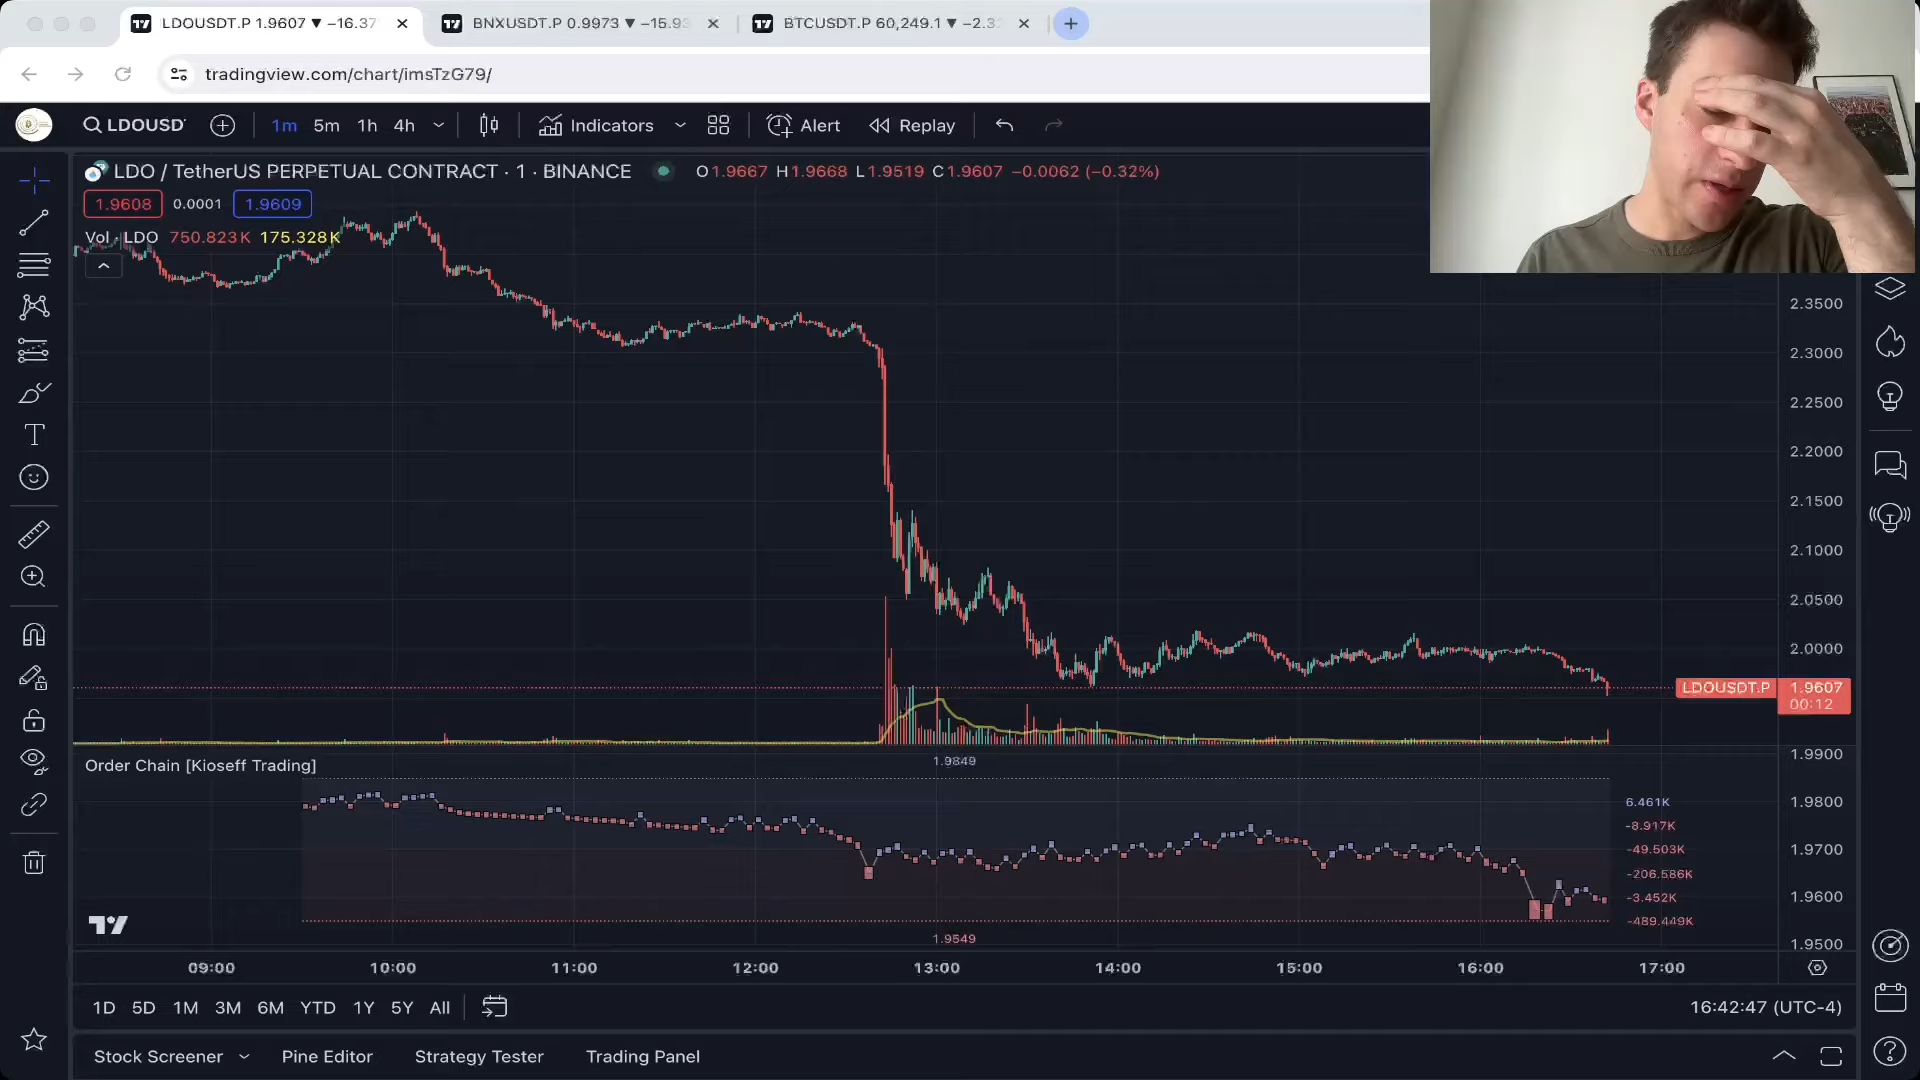 LDOUSDT.P 1.9607 ▼ −16.37
BNXUSDT.P 0.9973 ▼ −15.93
BTCUSDT.P 60,249.1 ▼ −2.3
tradingview.com/chart/imsTzG79/
LDOUSD
1m 5m 1h 4h
Indicators
Alert
Replay
LDO / TetherUS PERPETUAL CONTRACT · 1 · BINANCE
O1.9667 H1.9668 L1.9519 C1.9607 −0.0062 (−0.32%)
1.9608 0.0001 1.9609
Vol · LDO 750.823K 175.328K
2.3500
2.3000
2.2500
2.2000
2.1500
2.1000
2.0500
2.0000
LDOUSDT.P 1.9607
00:12
1.9900
Order Chain [Kioseff Trading]
1.9849
6.461K
1.9800
-8.917K
-49.503K
1.9700
-206.586K
-3.452K
1.9600
-489.449K
1.9549
1.9500
09:00 10:00 11:00 12:00 13:00 14:00 15:00 16:00 17:00
1D 5D 1M 3M 6M YTD 1Y 5Y All
16:42:47 (UTC-4)
Stock Screener Pine Editor Strategy Tester Trading Panel